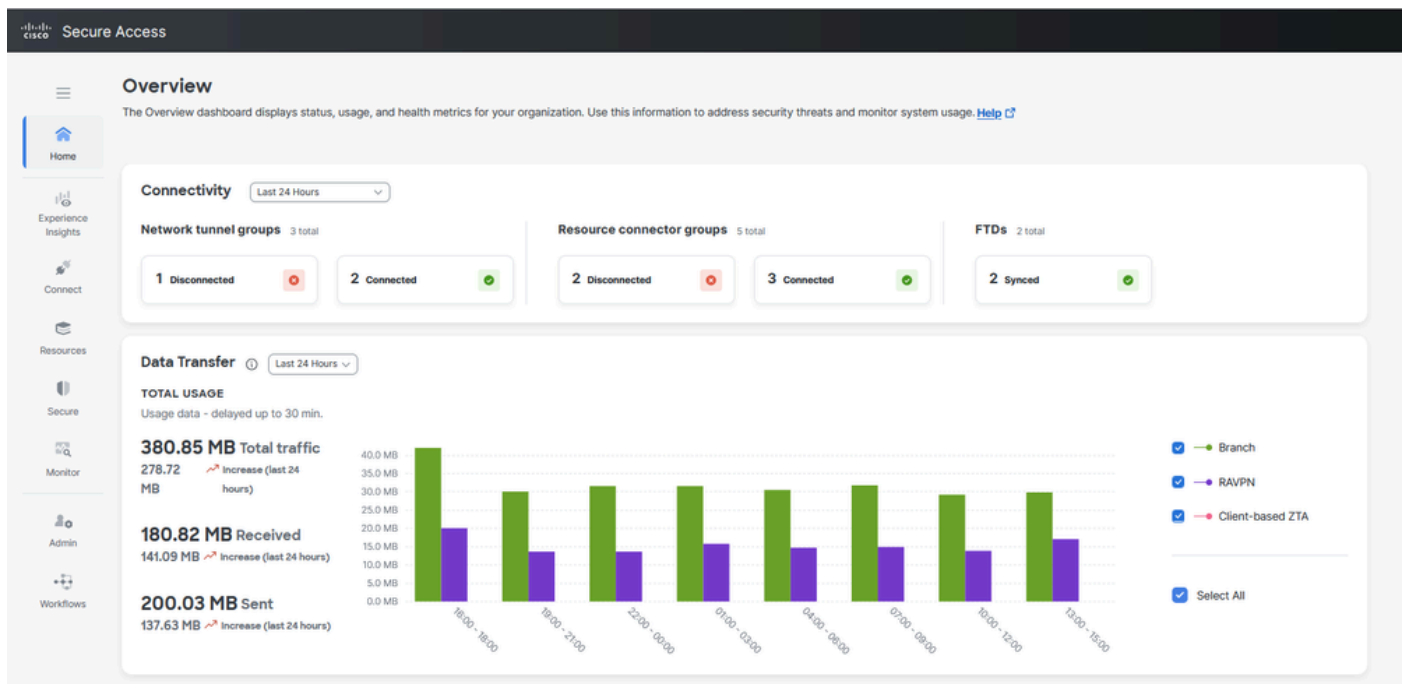 cisco Secure Access
Overview
The Overview dashboard displays status, usage, and health metrics for your organization. Use this information to address security threats and monitor system usage. Help
Home
Experience
Insights
Connect
Resources
Secure
Monitor
Admin
Workflows
Connectivity Last 24 Hours
Network tunnel groups 3 total
1 Disconnected
2 Connected
Resource connector groups 5 total
2 Disconnected
3 Connected
FTDs 2 total
2 Synced
Data Transfer Last 24 Hours
TOTAL USAGE
Usage data - delayed up to 30 min.
380.85 MB Total traffic
278.72 Increase (last 24
MB hours)
180.82 MB Received
141.09 MB Increase (last 24 hours)
200.03 MB Sent
137.63 MB Increase (last 24 hours)
40.0 MB
35.0 MB
30.0 MB
25.0 MB
20.0 MB
15.0 MB
10.0 MB
5.0 MB
0.0 MB
16:00 - 18:00
19:00 - 21:00
22:00 - 00:00
01:00 - 03:00
04:00 - 06:00
07:00 - 09:00
10:00 - 12:00
13:00 - 15:00
Branch
RAVPN
Client-based ZTA
Select All